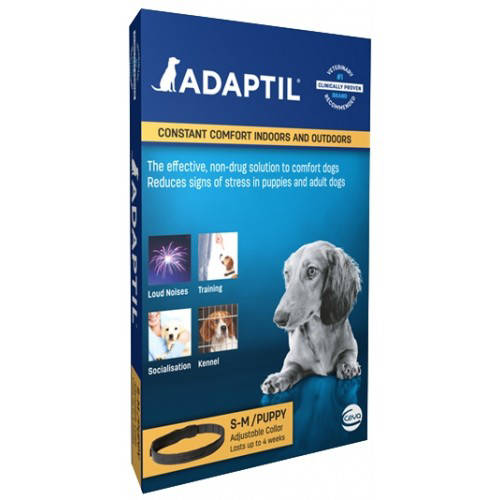 ADAPTIL®
VETERINARY
#1
CLINICALLY PROVEN
BRAND
RECOMMENDED
CONSTANT COMFORT INDOORS AND OUTDOORS
The effective, non-drug solution to comfort dogs
Reduces signs of stress in puppies and adult dogs
Loud Noises
Training
Socialisation
Kennel
S-M/PUPPY
Adjustable Collar
Lasts up to 4 weeks
Ceva
ADAPTIL